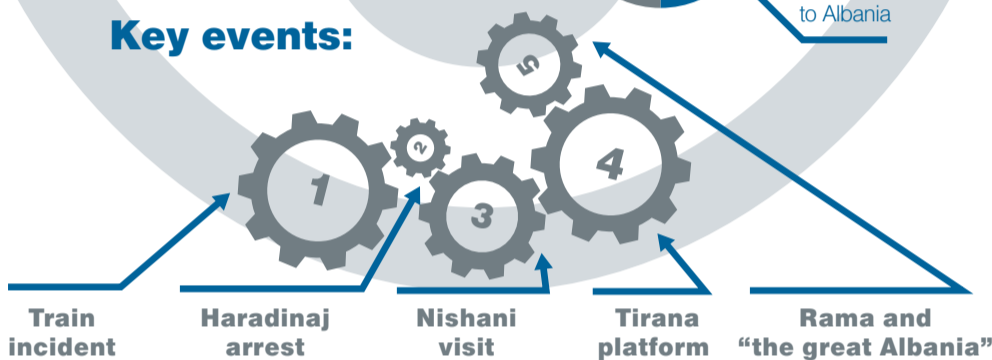 to Albania
Key events:
5
2
1
4
3
Train
incident
Haradinaj
arrest
Nishani
visit
Tirana
platform
Rama and
"the great Albania"